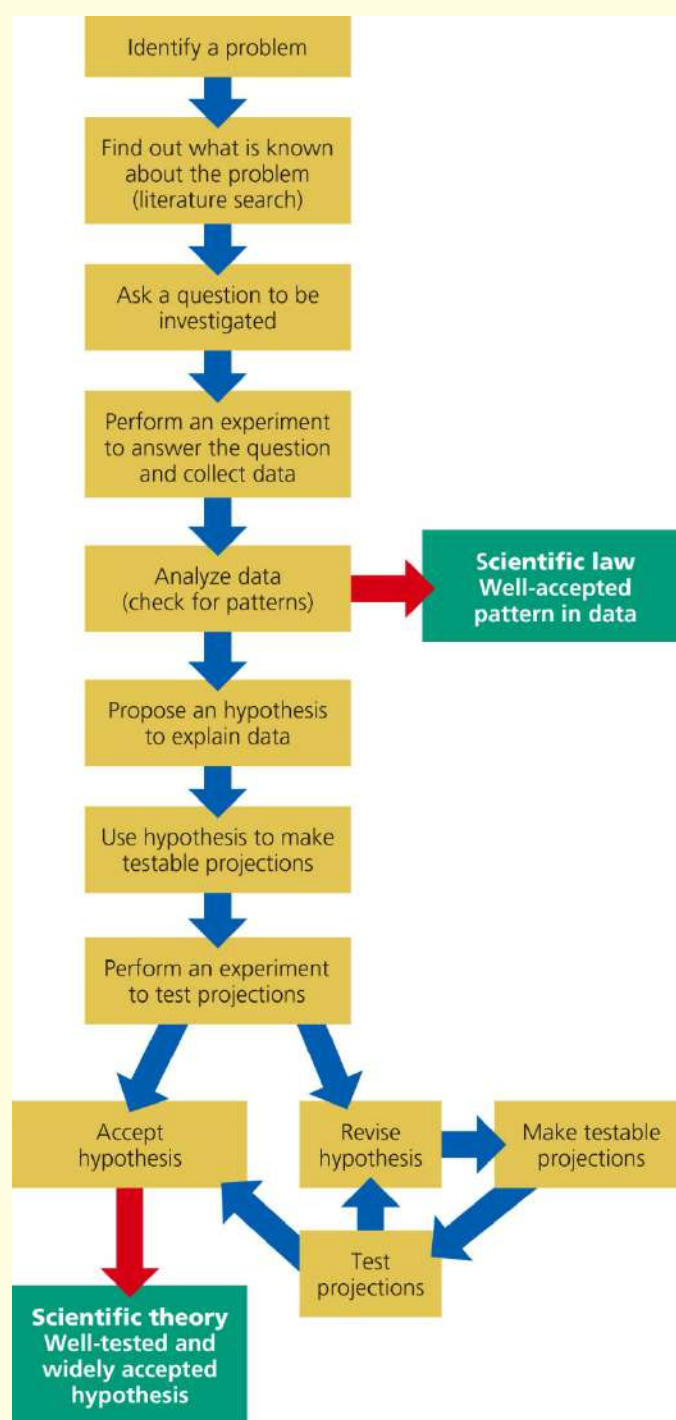 Identify a problem
Find out what is known
about the problem
(literature search)
Ask a question to be
investigated
Perform an experiment
to answer the question
and collect data
Analyze data
(check for patterns)
Scientific law
Well-accepted
pattern in data
Propose an hypothesis
to explain data
Use hypothesis to make
testable projections
Perform an experiment
to test projections
Accept
hypothesis
Revise
hypothesis
Make testable
projections
Test
projections
Scientific theory
Well-tested and
widely accepted
hypothesis